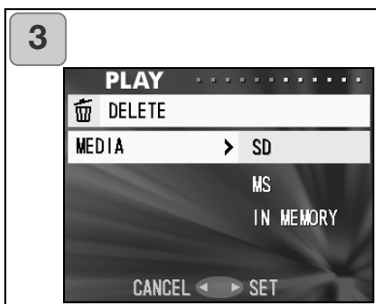 3
PLAY
DELETE
MEDIA > SD
MS
IN MEMORY
CANCEL ◄ ► SET